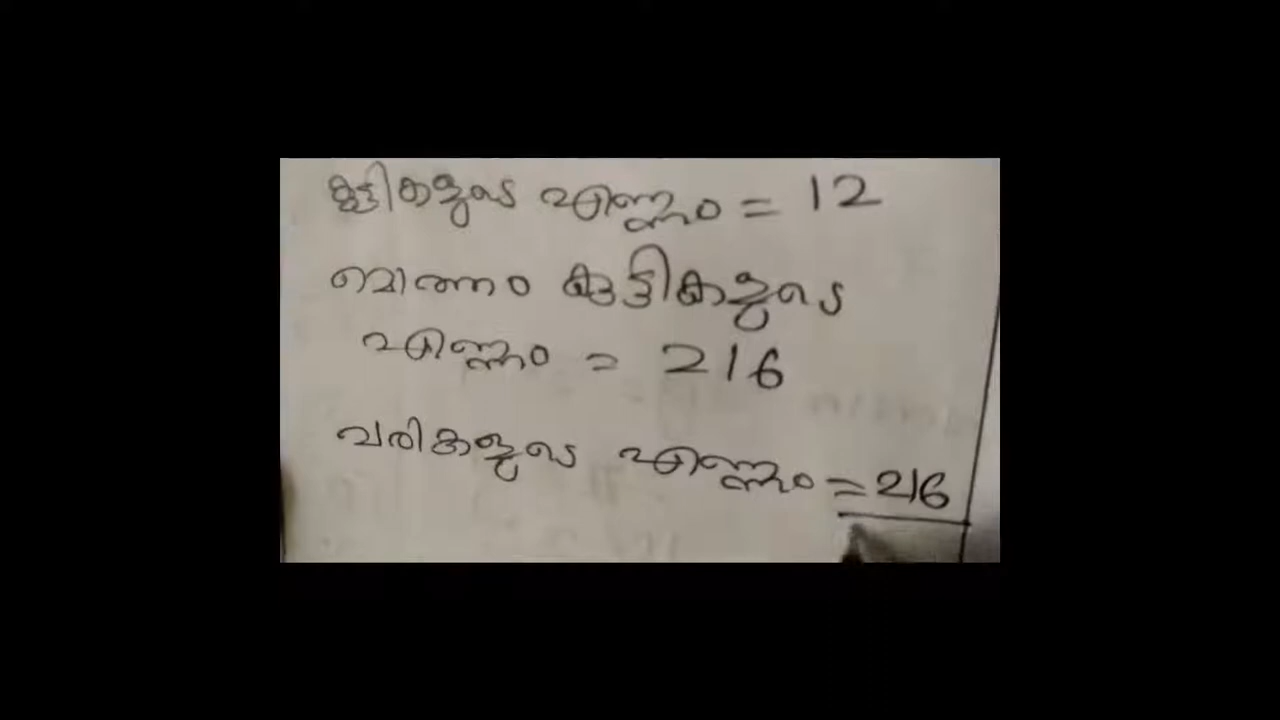 കുട്ടികളുടെ എണ്ണം = 12
മൊത്തം കുട്ടികളുടെ
എണ്ണം = 216
വരികളുടെ എണ്ണം = 216